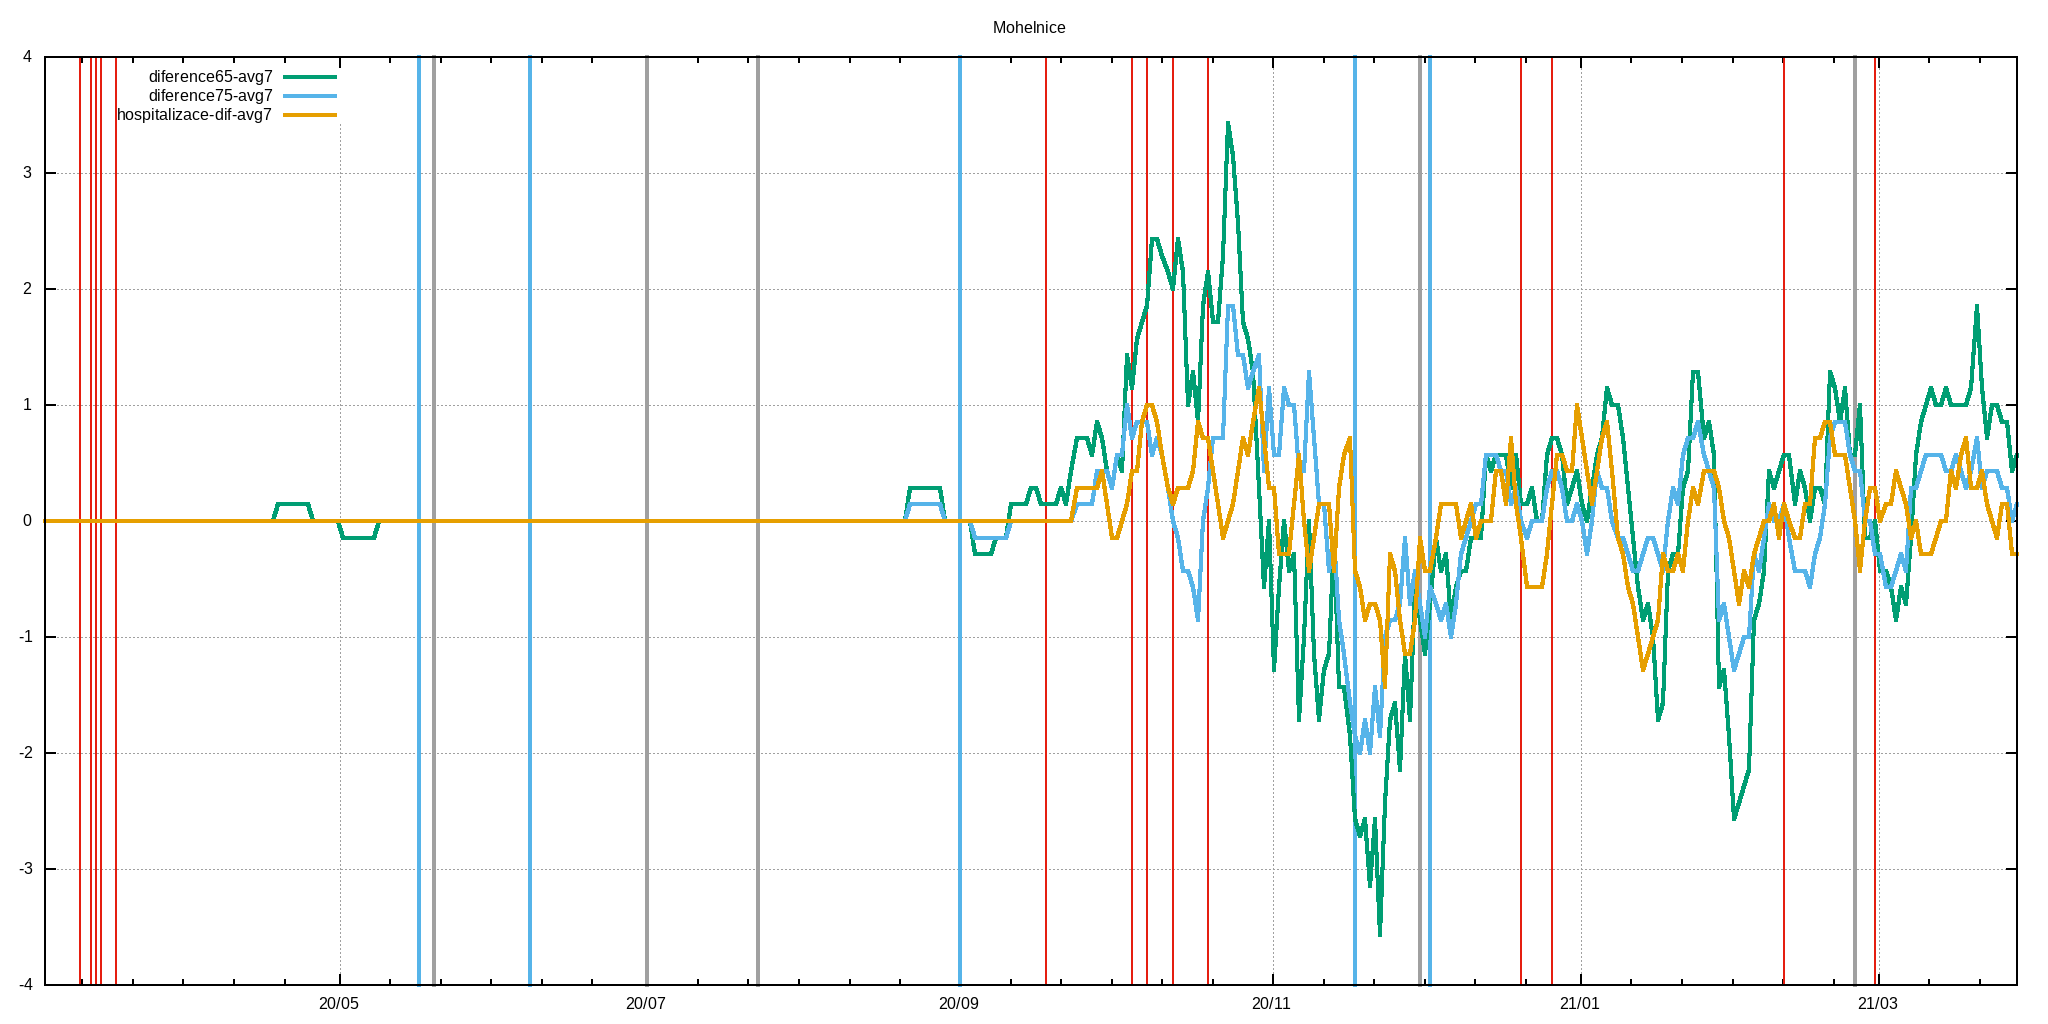 Mohelnice
4
diference65-avg7
diference75-avg7
hospitalizace-dif-avg7
3
2
1
0
-1
-2
-3
-4
20/05 20/07 20/09 20/11 21/01 21/03